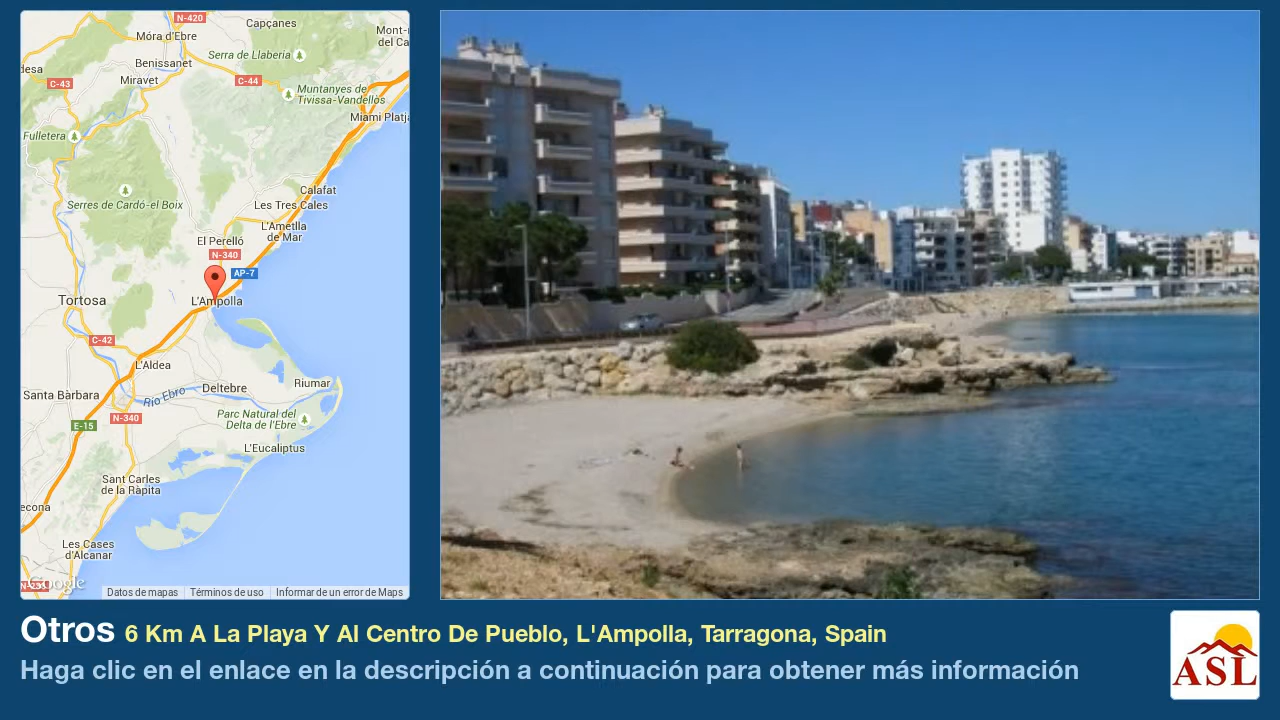 N-420
Capçanes
Móra d'Ebre
Mont-r
del Ca
Serra de Llaberia
Benissanet
desa
Miravet
C-43
C-44
Muntanyes de
Tivissa-Vandellòs
Miami Platja
Fulletera
Calafat
Serres de Cardó-el Boix
Les Tres Cales
L'Ametlla
de Mar
El Perelló
N-340
AP-7
Tortosa
L'Ampolla
C-42
L'Aldea
Santa Bàrbara
Río Ebro
Deltebre
Riumar
N-340
Parc Natural del
Delta de l'Ebre
E-15
L'Eucaliptus
Sant Carles
de la Ràpita
econa
Les Cases
d'Alcanar
Google
Datos de mapas
Términos de uso
Informar de un error de Maps
Otros 6 Km A La Playa Y Al Centro De Pueblo, L'Ampolla, Tarragona, Spain
Haga clic en el enlace en la descripción a continuación para obtener más información
ASL